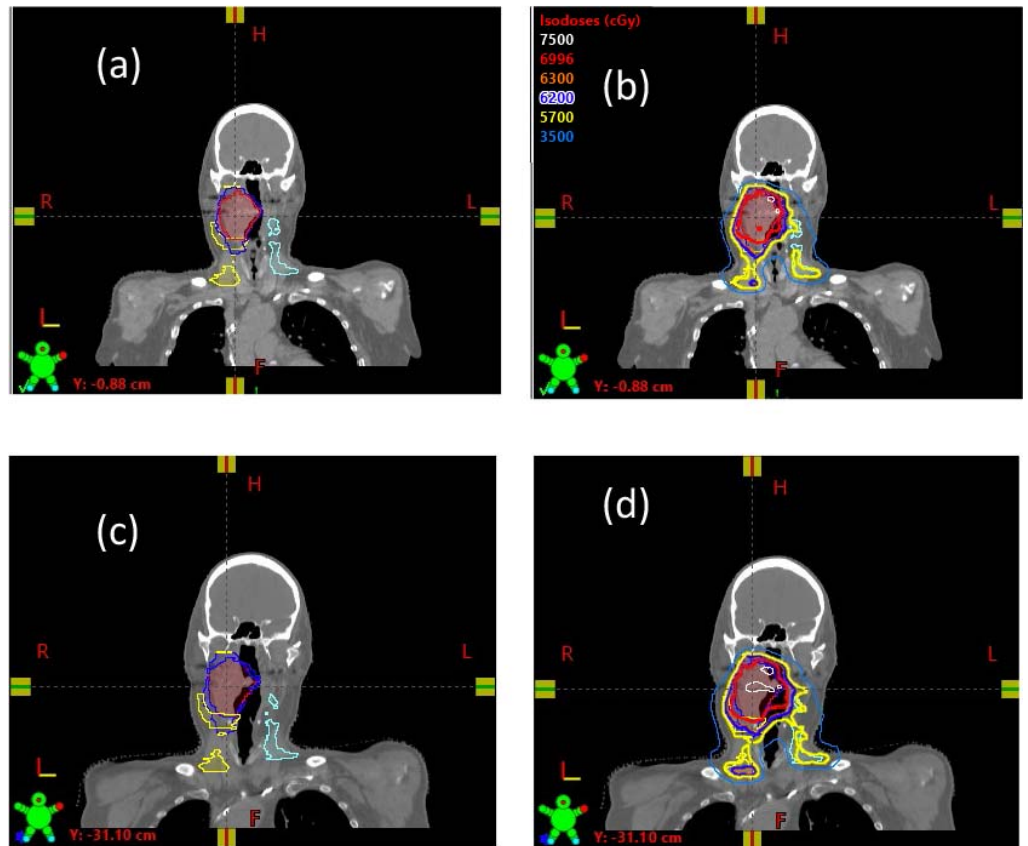 (a)
H
R
L
L
F
Y: -0.88 cm
Isodoses (cGy)
7500
6996
6300
6200
5700
3500
(b)
H
R
L
L
F
Y: -0.88 cm
(c)
H
R
L
L
F
Y: -31.10 cm
(d)
H
R
L
L
F
Y: -31.10 cm